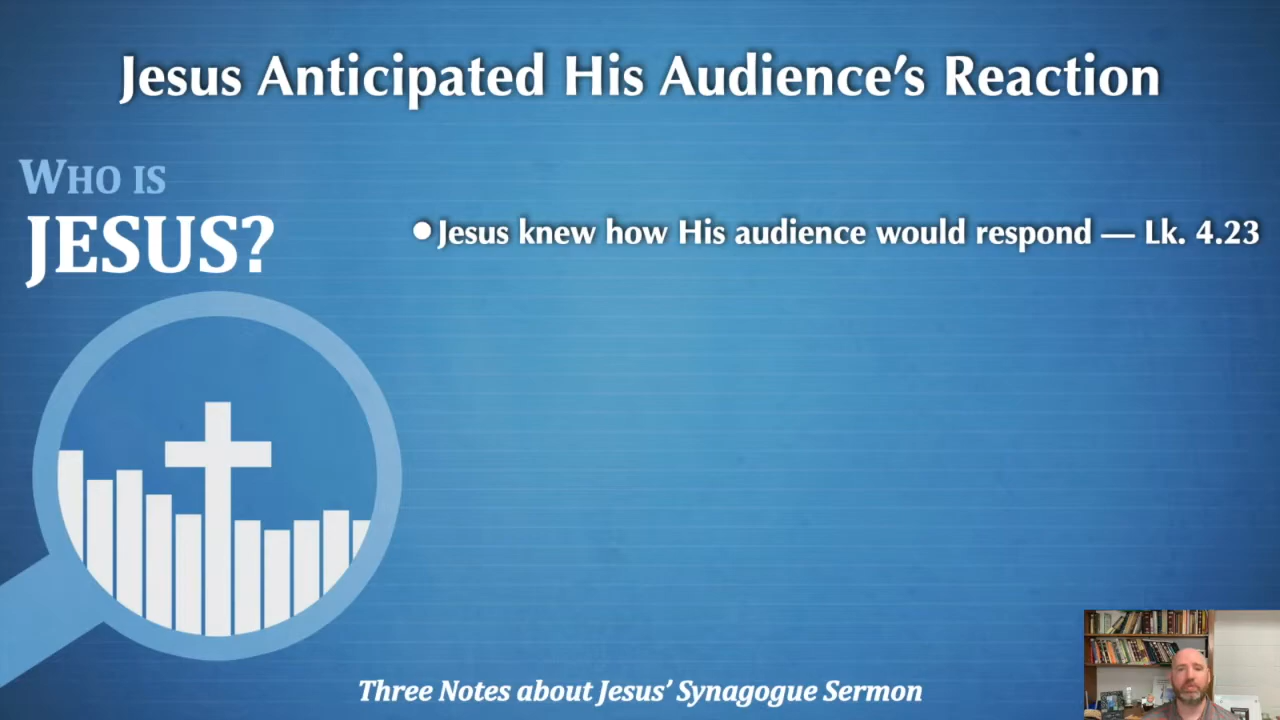 Jesus Anticipated His Audience’s Reaction
WHO IS
JESUS?
●Jesus knew how His audience would respond — Lk. 4.23
Three Notes about Jesus’ Synagogue Sermon